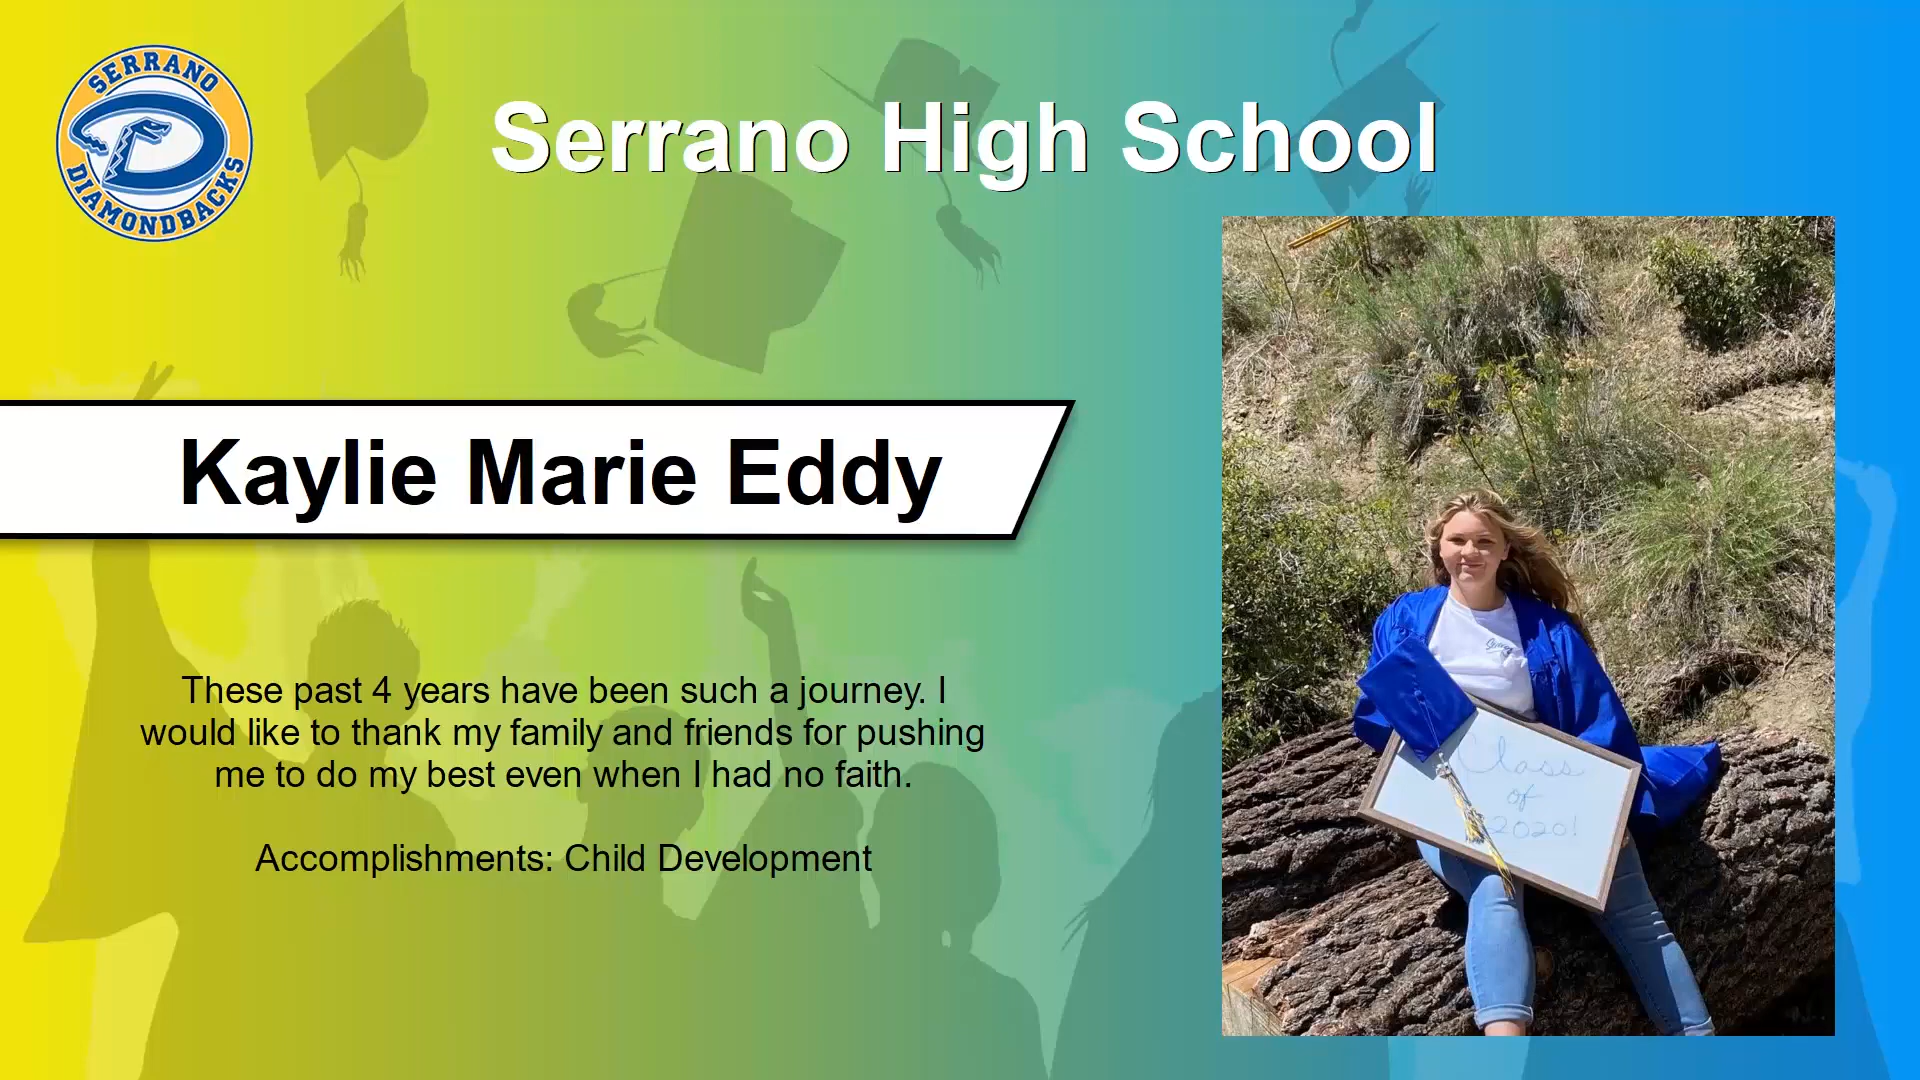 SERRANO
DIAMONDBACKS
Serrano High School
Kaylie Marie Eddy
These past 4 years have been such a journey. I
would like to thank my family and friends for pushing
me to do my best even when I had no faith.
Accomplishments: Child Development
Class
of
2020!